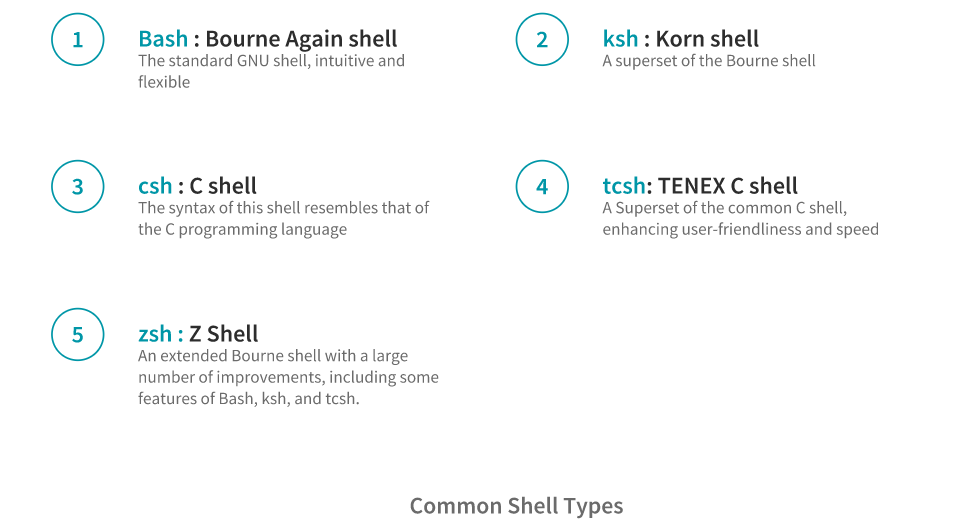 1
Bash : Bourne Again shell
The standard GNU shell, intuitive and
flexible
2
ksh : Korn shell
A superset of the Bourne shell
3
csh : C shell
The syntax of this shell resembles that of
the C programming language
4
tcsh: TENEX C shell
A Superset of the common C shell,
enhancing user-friendliness and speed
5
zsh : Z Shell
An extended Bourne shell with a large
number of improvements, including some
features of Bash, ksh, and tcsh.
Common Shell Types